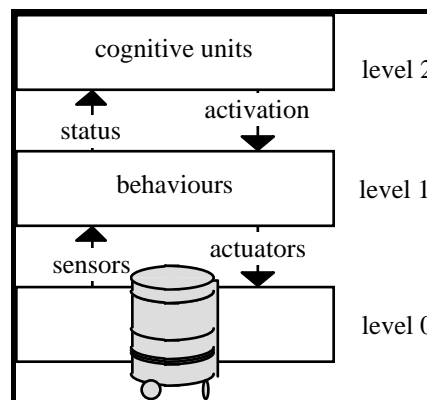 cognitive units
level 2
status
activation
behaviours
level 1
sensors
actuators
level 0